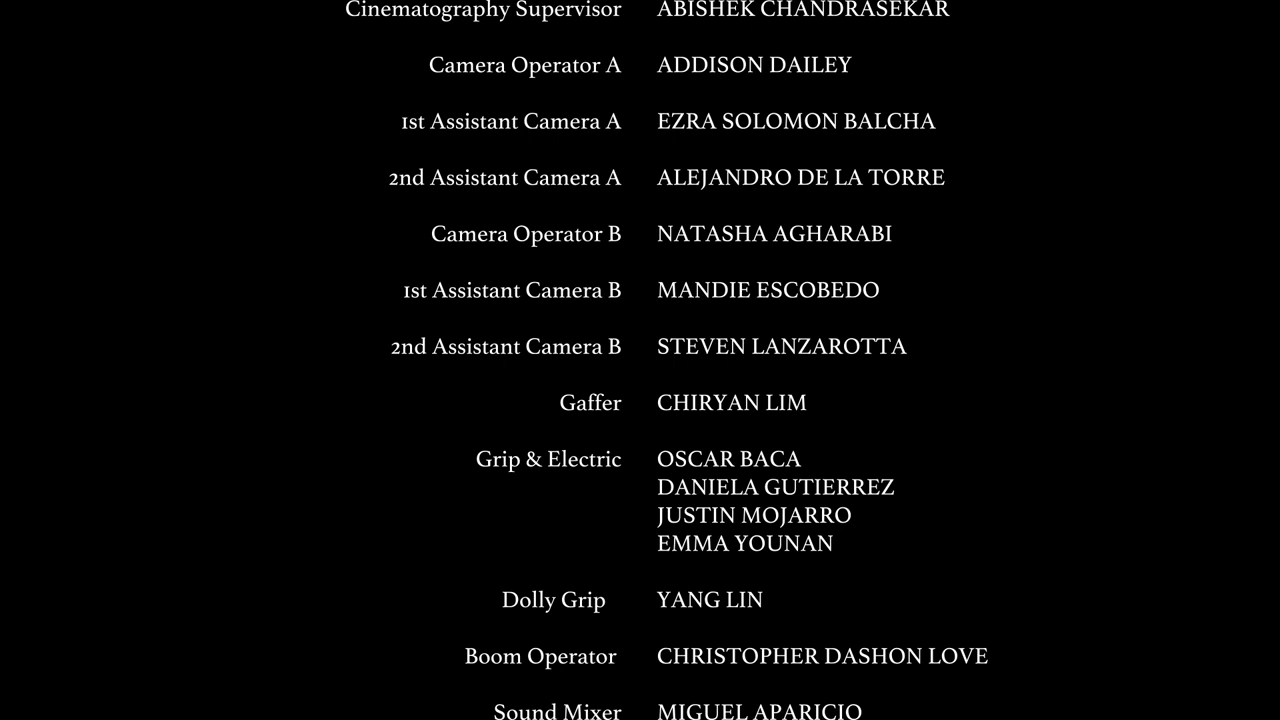 Cinematography Supervisor ABISHEK CHANDRASEKAR
Camera Operator A ADDISON DAILEY
1st Assistant Camera A EZRA SOLOMON BALCHA
2nd Assistant Camera A ALEJANDRO DE LA TORRE
Camera Operator B NATASHA AGHARABI
1st Assistant Camera B MANDIE ESCOBEDO
2nd Assistant Camera B STEVEN LANZAROTTA
Gaffer CHIRYAN LIM
Grip & Electric OSCAR BACA
DANIELA GUTIERREZ
JUSTIN MOJARRO
EMMA YOUNAN
Dolly Grip YANG LIN
Boom Operator CHRISTOPHER DASHON LOVE
Sound Mixer MIGUEL APARICIO